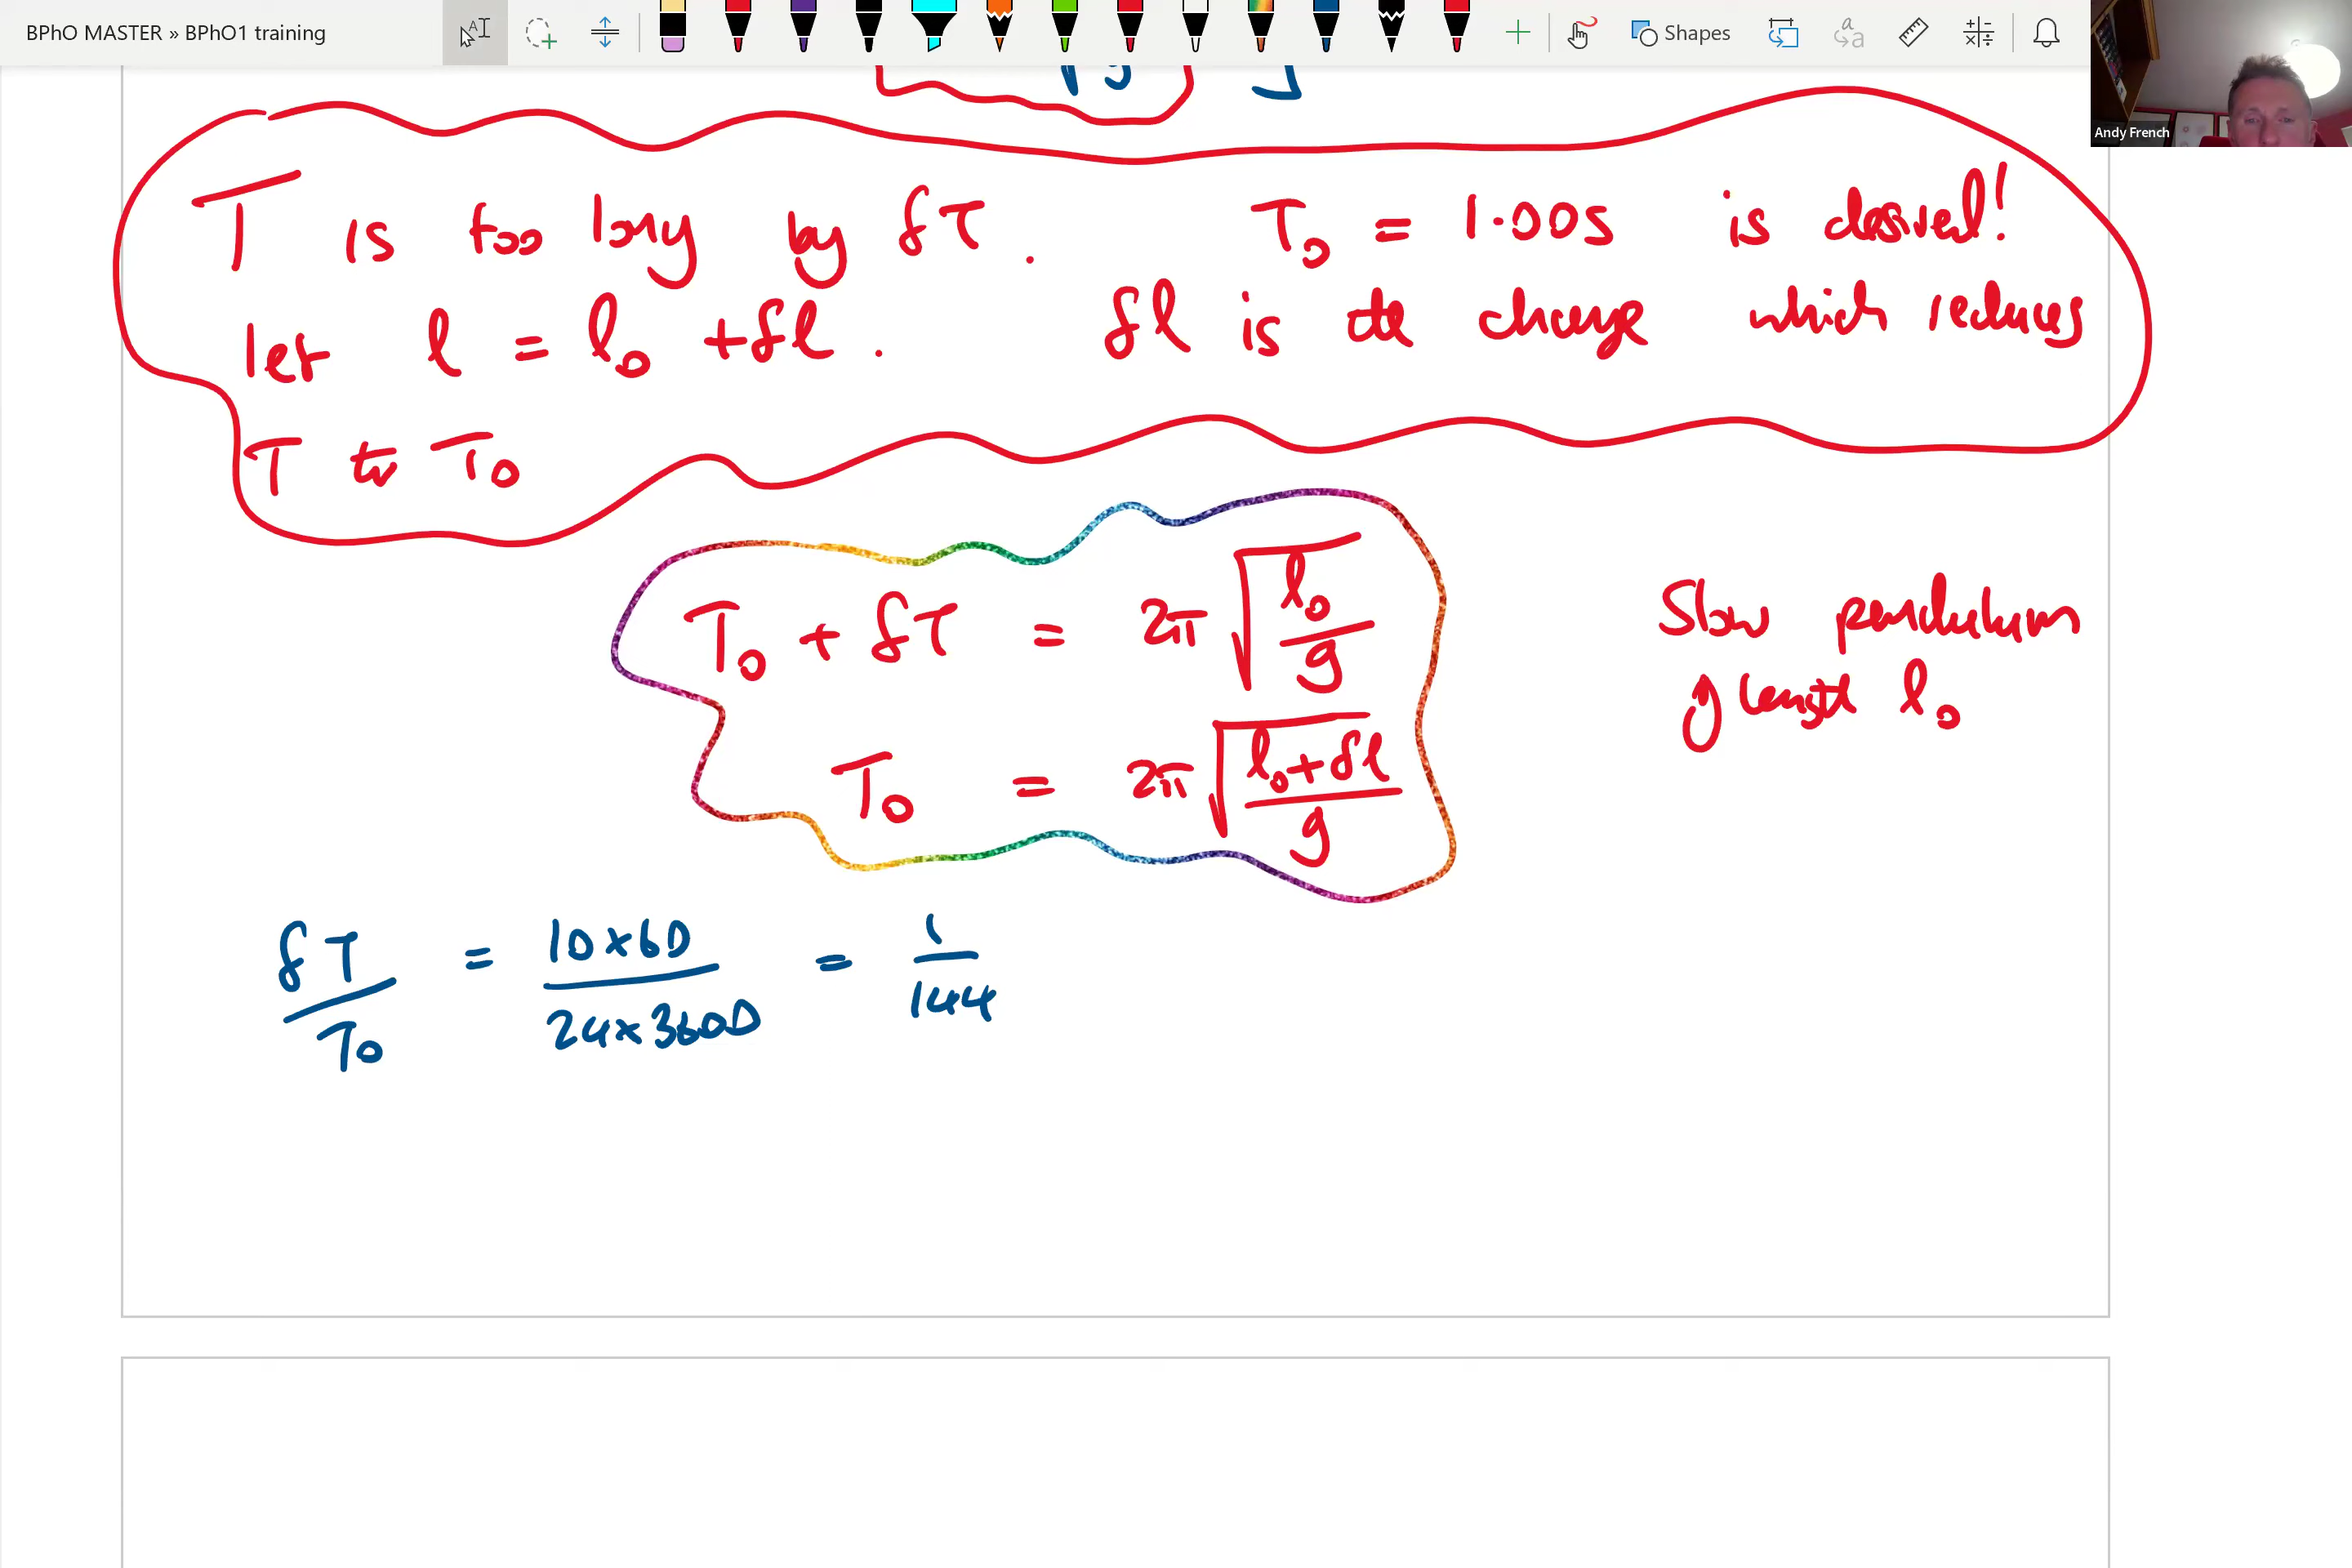 BPhO MASTER » BPhO1 training
Shapes
Andy French
T is too long by δT. T₀ = 1.00s is desired!
let l = l₀ + δl. δl is the change which reduces
T to T₀
T₀ + δT = 2π √(l₀/g)
Slow pendulum
of length l₀
T₀ = 2π √((l₀+δl)/g)
δT/T₀ = (10×60)/(24×3600) = 1/144